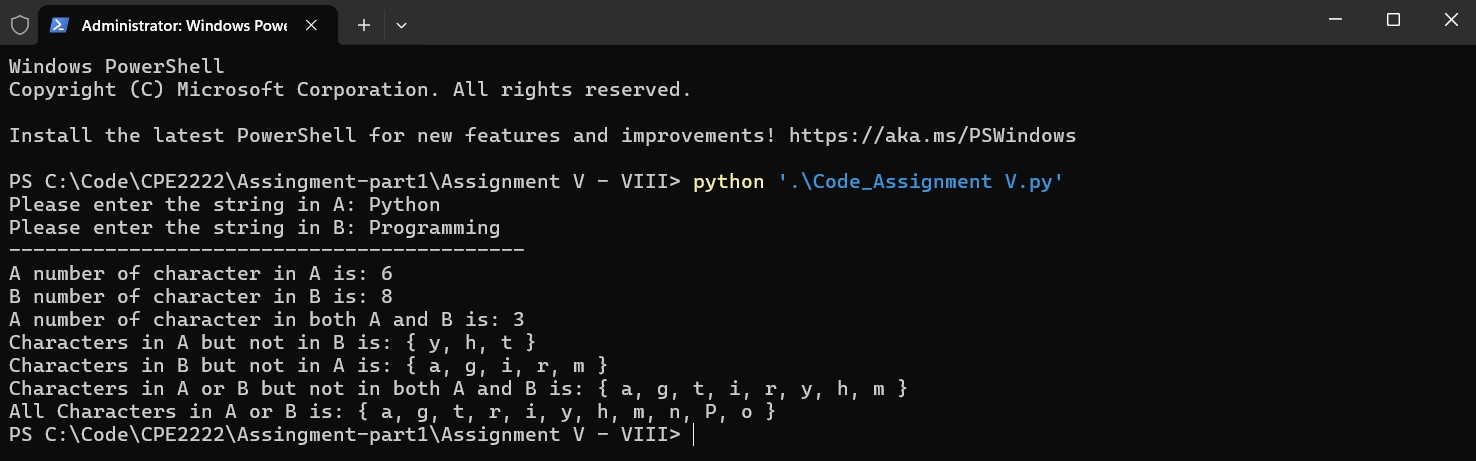 Administrator: Windows Powe
Windows PowerShell
Copyright (C) Microsoft Corporation. All rights reserved.
Install the latest PowerShell for new features and improvements! https://aka.ms/PSWindows
PS C:\Code\CPE2222\Assingment-part1\Assignment V - VIII> python '.\Code_Assignment V.py'
Please enter the string in A: Python
Please enter the string in B: Programming
-------------------------------------------
A number of character in A is: 6
B number of character in B is: 8
A number of character in both A and B is: 3
Characters in A but not in B is: { y, h, t }
Characters in B but not in A is: { a, g, i, r, m }
Characters in A or B but not in both A and B is: { a, g, t, i, r, y, h, m }
All Characters in A or B is: { a, g, t, r, i, y, h, m, n, P, o }
PS C:\Code\CPE2222\Assingment-part1\Assignment V - VIII>